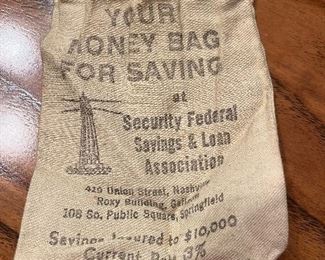 YOUR
MONEY BAG
FOR SAVING
at
Security Federal
Savings & Loan
Association
420 Union Street,
Roxy Building,
108 So. Public Square, Springfield
Savings Insured to $10,000
Current 3%